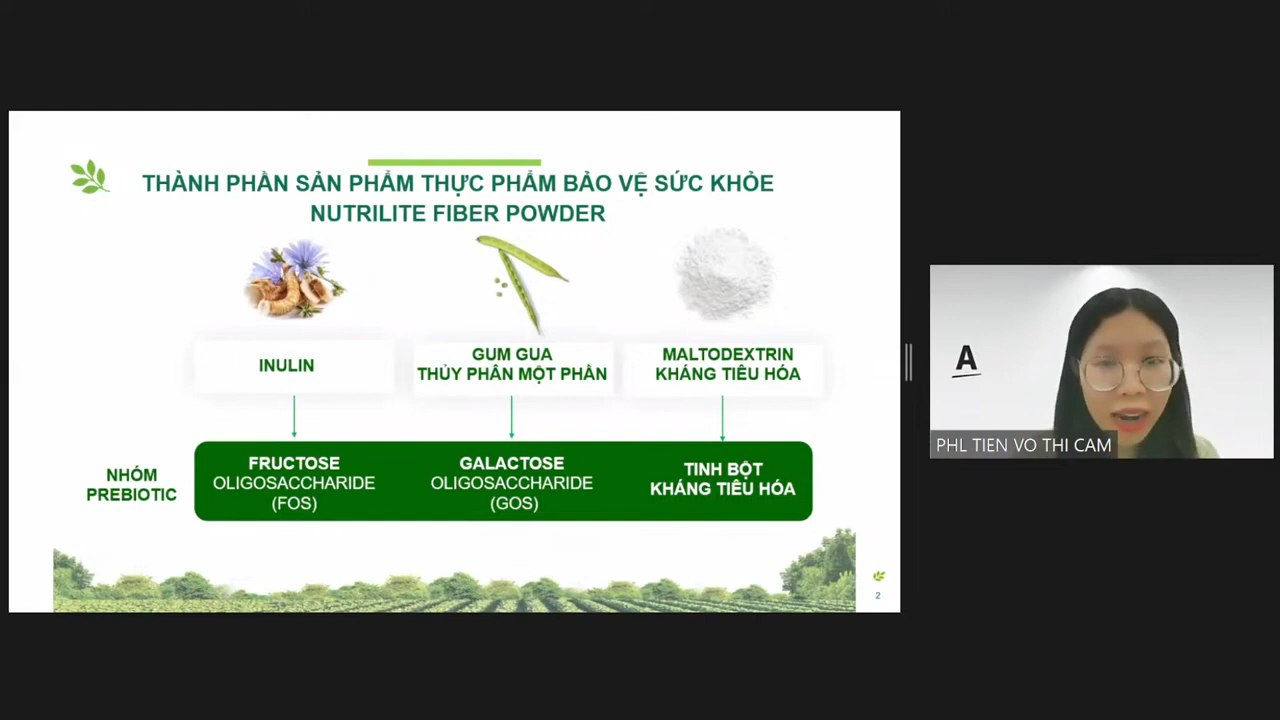 THÀNH PHẦN SẢN PHẨM THỰC PHẨM BẢO VỆ SỨC KHỎE
NUTRILITE FIBER POWDER
INULIN
GUM GUA
THỦY PHÂN MỘT PHẦN
MALTODEXTRIN
KHÁNG TIÊU HÓA
NHÓM
PREBIOTIC
FRUCTOSE
OLIGOSACCHARIDE
(FOS)
GALACTOSE
OLIGOSACCHARIDE
(GOS)
TINH BỘT
KHÁNG TIÊU HÓA
2
A
PHL TIEN VO THI CAM